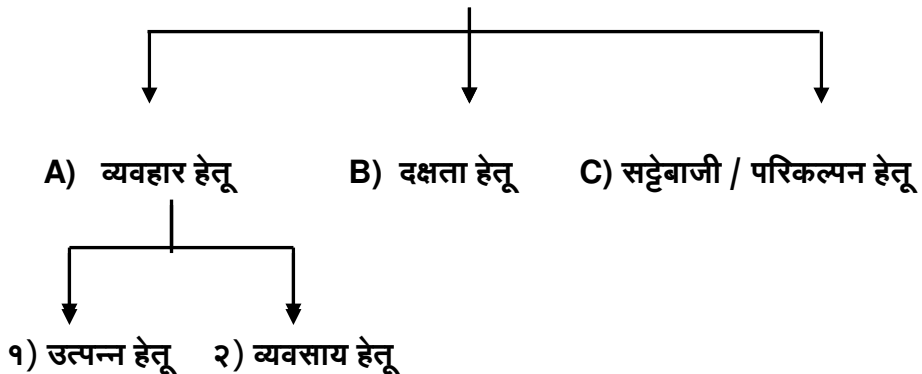 A) व्यवहार हेतू B) दक्षता हेतू C) सट्टेबाजी / परिकल्पन हेतू
१) उत्पन्न हेतू २) व्यवसाय हेतू